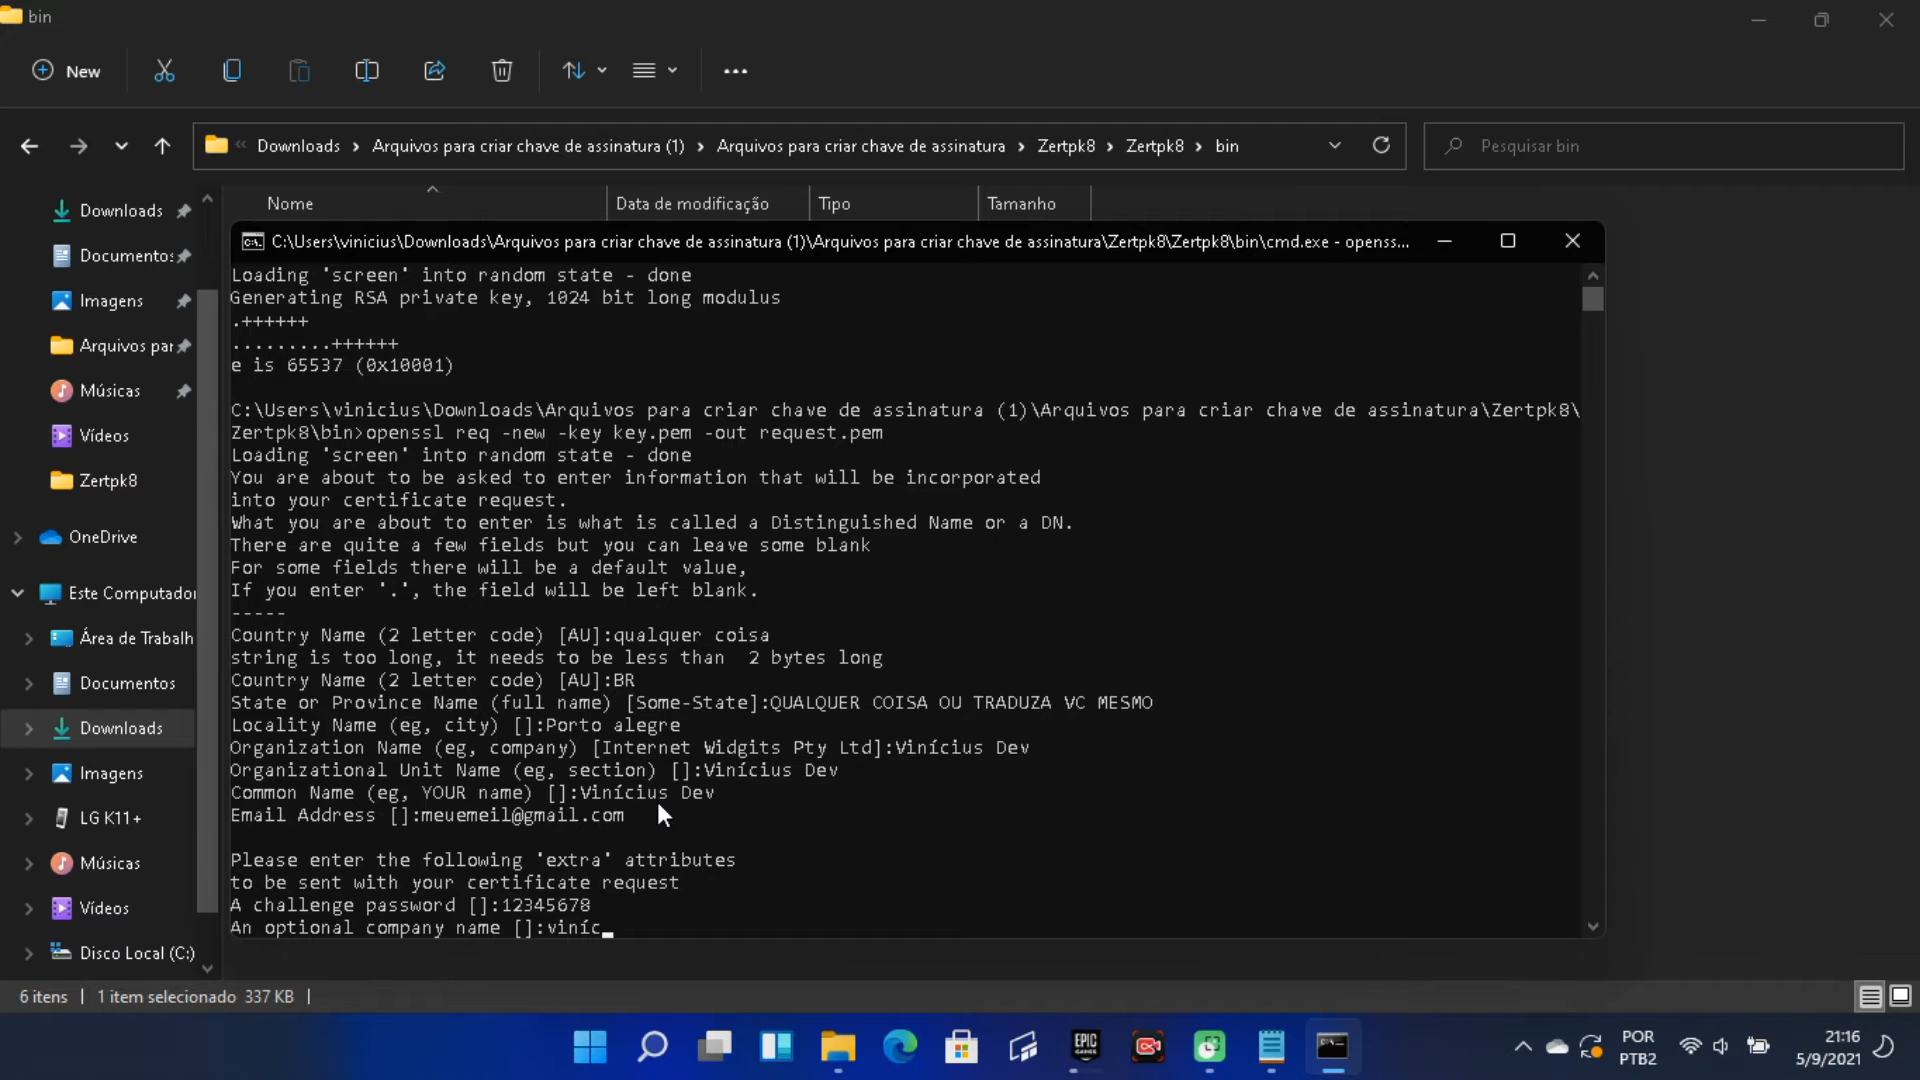 bin
New
Downloads > Arquivos para criar chave de assinatura (1) > Arquivos para criar chave de assinatura > Zertpk8 > Zertpk8 > bin
Pesquisar bin
Nome
Data de modificação
Tipo
Tamanho
Downloads
Documentos
Imagens
Arquivos par
Músicas
Vídeos
Zertpk8
OneDrive
Este Computador
Área de Trabalh
Documentos
Downloads
Imagens
LG K11+
Músicas
Vídeos
Disco Local (C:)
C:\Users\vinicius\Downloads\Arquivos para criar chave de assinatura (1)\Arquivos para criar chave de assinatura\Zertpk8\Zertpk8\bin\cmd.exe - openss...
Loading 'screen' into random state - done
Generating RSA private key, 1024 bit long modulus
.++++++
.........++++++
e is 65537 (0x10001)
C:\Users\vinicius\Downloads\Arquivos para criar chave de assinatura (1)\Arquivos para criar chave de assinatura\Zertpk8\
Zertpk8\bin>openssl req -new -key key.pem -out request.pem
Loading 'screen' into random state - done
You are about to be asked to enter information that will be incorporated
into your certificate request.
What you are about to enter is what is called a Distinguished Name or a DN.
There are quite a few fields but you can leave some blank
For some fields there will be a default value,
If you enter '.', the field will be left blank.
-----
Country Name (2 letter code) [AU]:qualquer coisa
string is too long, it needs to be less than  2 bytes long
Country Name (2 letter code) [AU]:BR
State or Province Name (full name) [Some-State]:QUALQUER COISA OU TRADUZA VC MESMO
Locality Name (eg, city) []:Porto alegre
Organization Name (eg, company) [Internet Widgits Pty Ltd]:Vinícius Dev
Organizational Unit Name (eg, section) []:Vinícius Dev
Common Name (eg, YOUR name) []:Vinícius Dev
Email Address []:meuemeil@gmail.com
Please enter the following 'extra' attributes
to be sent with your certificate request
A challenge password []:12345678
An optional company name []:viníc_
6 itens | 1 item selecionado 337 KB |
EPIC GAMES
POR
PTB2
21:16
5/9/2021